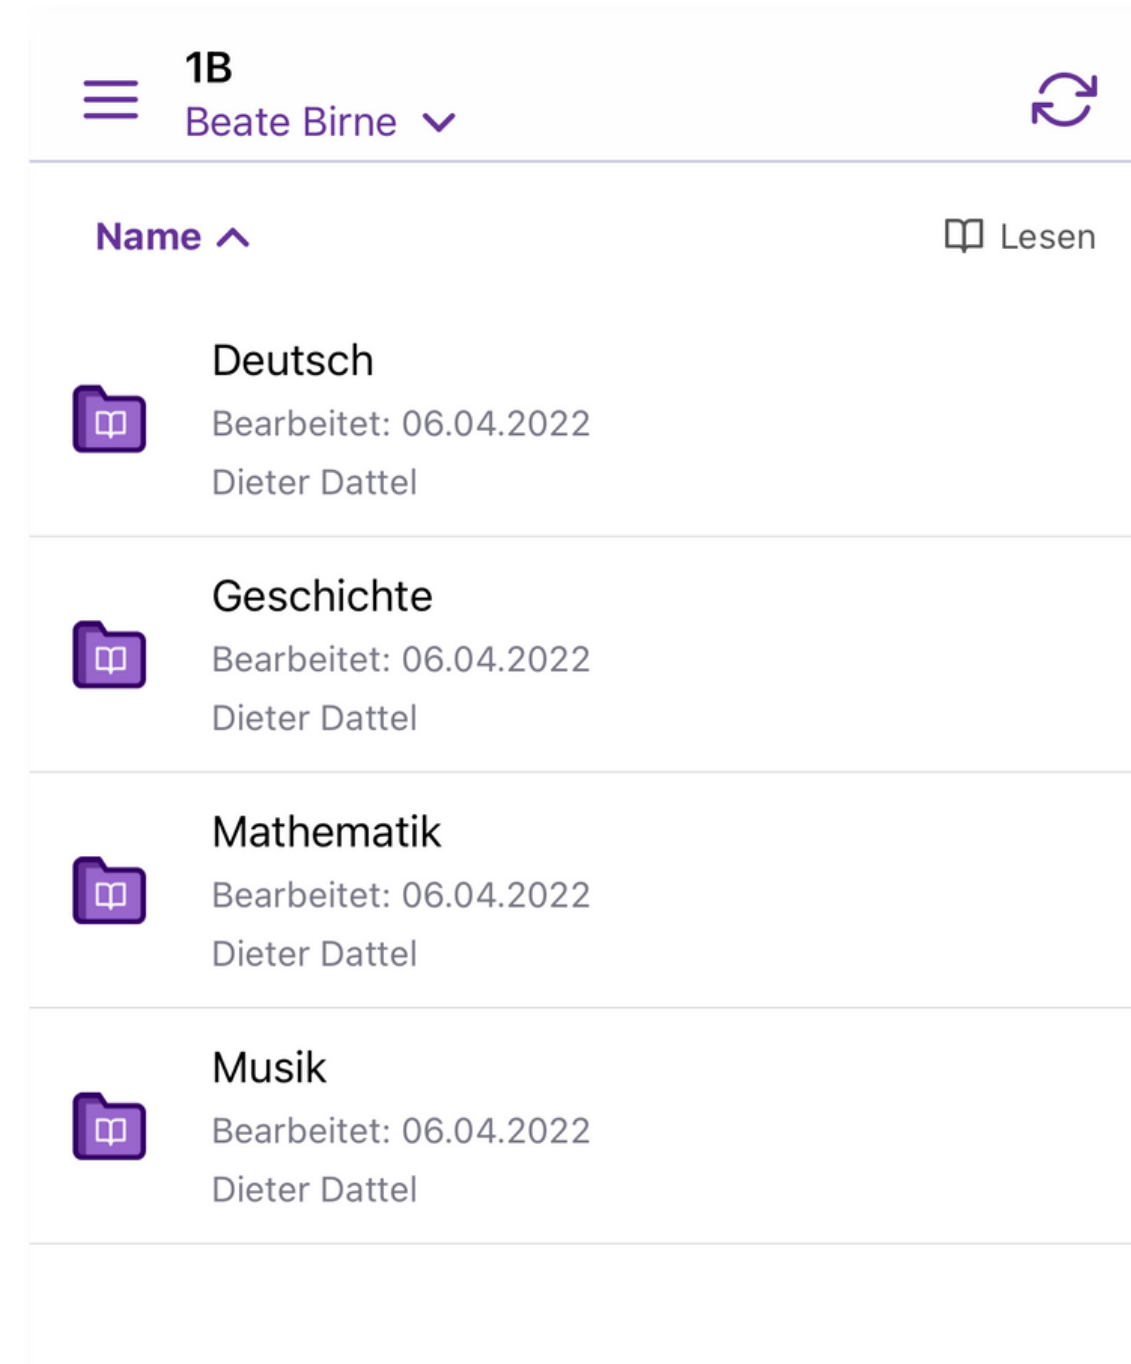 1B
Beate Birne
Name
Lesen
Deutsch
Bearbeitet: 06.04.2022
Dieter Dattel
Geschichte
Bearbeitet: 06.04.2022
Dieter Dattel
Mathematik
Bearbeitet: 06.04.2022
Dieter Dattel
Musik
Bearbeitet: 06.04.2022
Dieter Dattel